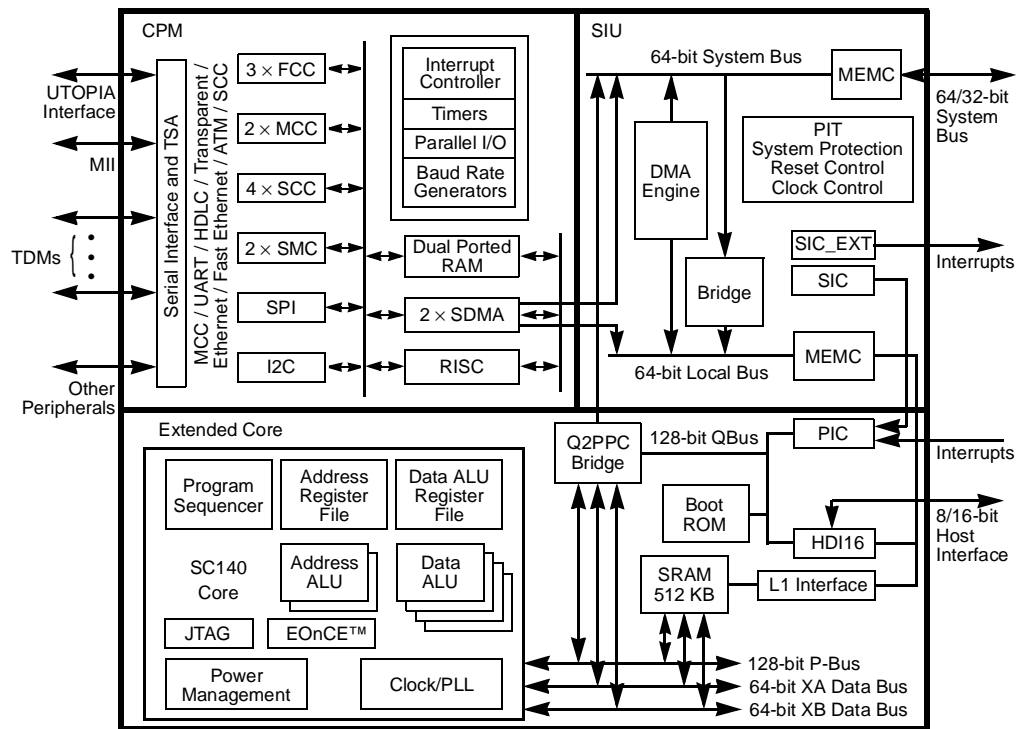 CPM
UTOPIA
Interface
MII
TDMs
Other
Peripherals
Serial Interface and TSA
MCC / UART / HDLC / Transparent /
Ethernet / Fast Ethernet / ATM / SCC
3 × FCC
2 × MCC
4 × SCC
2 × SMC
SPI
I2C
Interrupt
Controller
Timers
Parallel I/O
Baud Rate
Generators
Dual Ported
RAM
2 × SDMA
RISC
SIU
64-bit System Bus
MEMC
64/32-bit
System
Bus
PIT
System Protection
Reset Control
Clock Control
DMA
Engine
SIC_EXT
Interrupts
SIC
Bridge
MEMC
64-bit Local Bus
Extended Core
Program
Sequencer
Address
Register
File
Data ALU
Register
File
SC140
Core
Address
ALU
Data
ALU
JTAG
EOnCE™
Power
Management
Clock/PLL
Q2PPC
Bridge
128-bit QBus
PIC
Interrupts
Boot
ROM
HDI16
8/16-bit
Host
Interface
SRAM
512 KB
L1 Interface
128-bit P-Bus
64-bit XA Data Bus
64-bit XB Data Bus